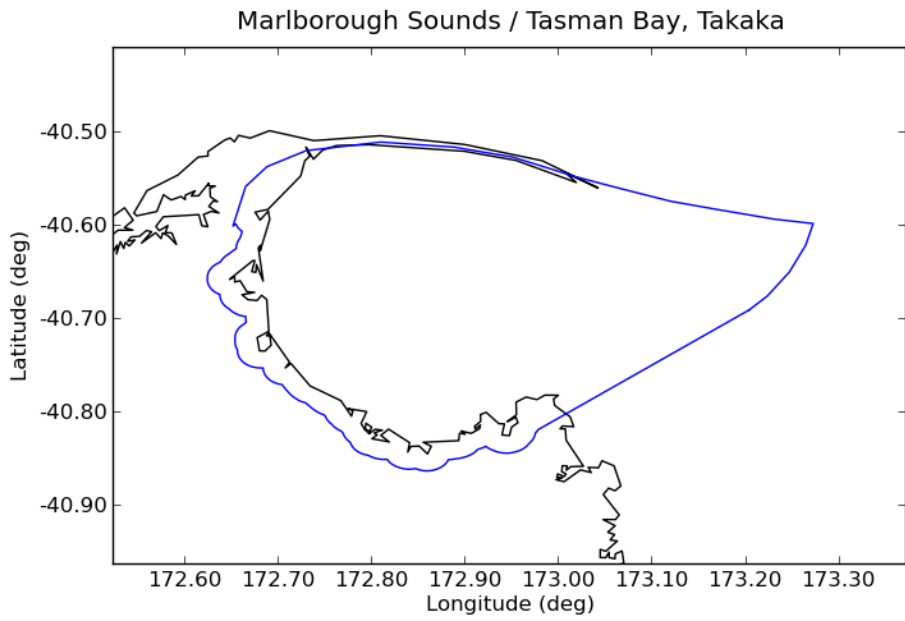 Marlborough Sounds / Tasman Bay, Takaka
-40.50
-40.60
-40.70
-40.80
-40.90
Latitude (deg)
172.60 172.70 172.80 172.90 173.00 173.10 173.20 173.30
Longitude (deg)